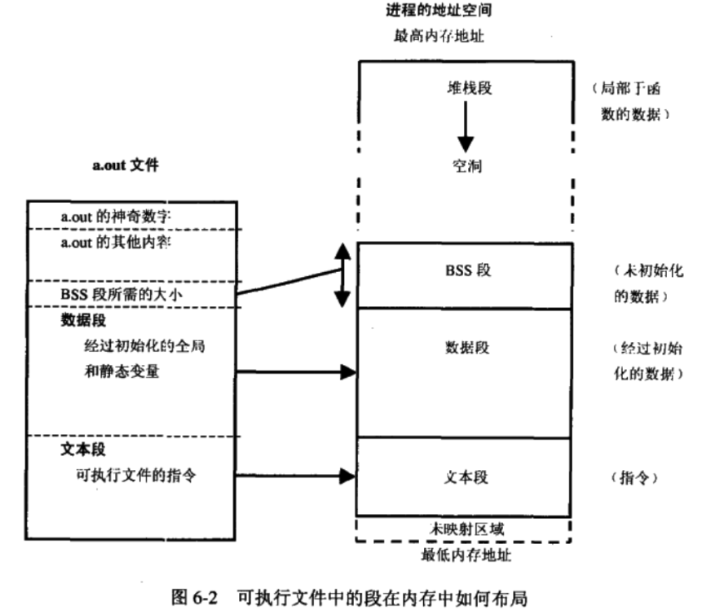 进程的地址空间
最高内存地址
堆栈段
(局部于函
数的数据)
空洞
a.out 文件
a.out 的神奇数字
a.out 的其他内容
BSS 段所需的大小
数据段
经过初始化的全局
和静态变量
文本段
可执行文件的指令
BSS 段
(未初始化
的数据)
数据段
(经过初始
化的数据)
文本段
(指令)
未映射区域
最低内存地址
图 6-2 可执行文件中的段在内存中如何布局